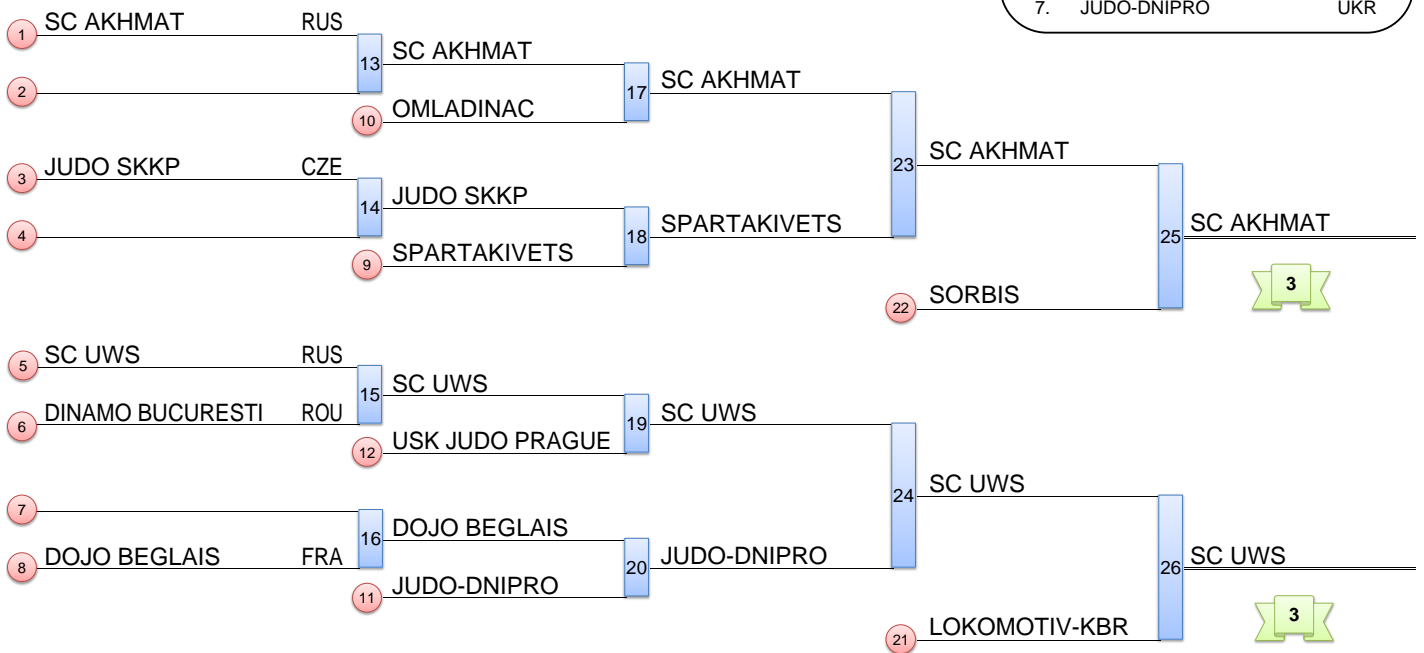 7. JUDO-DNIPRO UKR
1 SC AKHMAT RUS
13 SC AKHMAT
2
10 OMLADINAC
17 SC AKHMAT
3 JUDO SKKP CZE
14 JUDO SKKP
4
9 SPARTAKIVETS
18 SPARTAKIVETS
23 SC AKHMAT
22 SORBIS
25 SC AKHMAT
3
5 SC UWS RUS
15 SC UWS
6 DINAMO BUCURESTI ROU
12 USK JUDO PRAGUE
19 SC UWS
7
16 DOJO BEGLAIS
8 DOJO BEGLAIS FRA
11 JUDO-DNIPRO
20 JUDO-DNIPRO
24 SC UWS
21 LOKOMOTIV-KBR
26 SC UWS
3